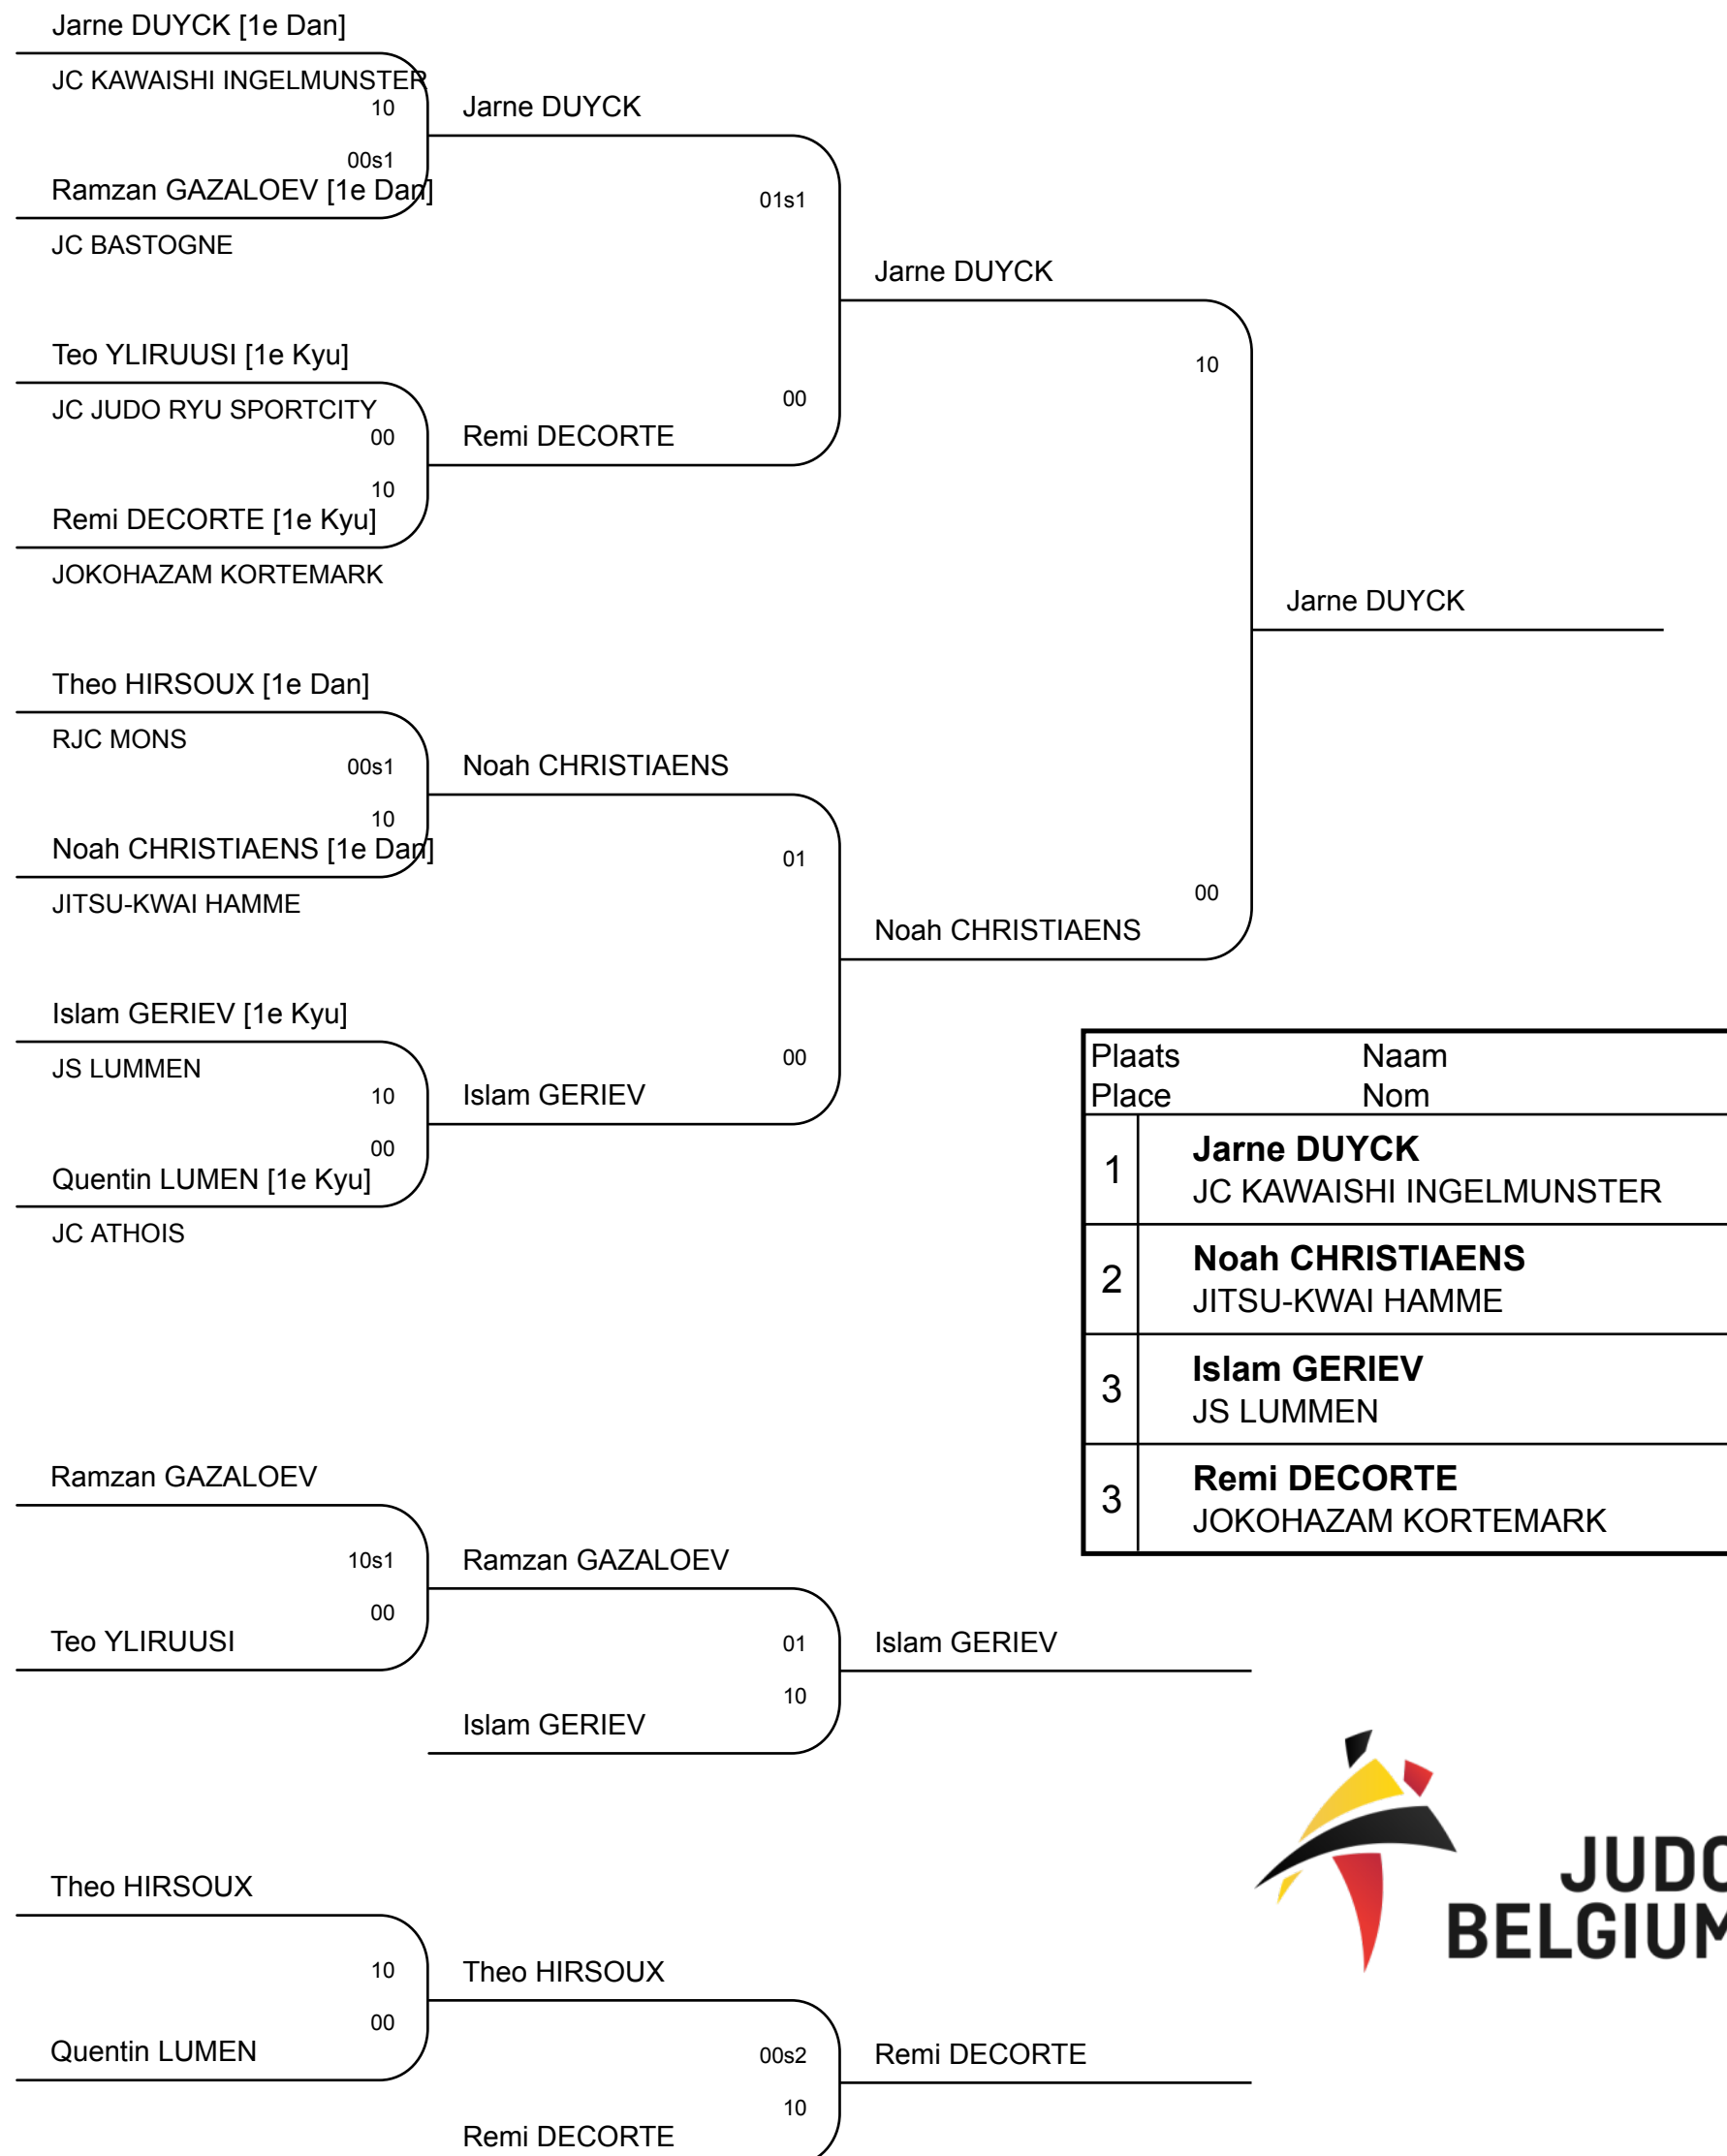 Jarne DUYCK [1e Dan]
JC KAWAISHI INGELMUNSTER
10
Jarne DUYCK
00s1
Ramzan GAZALOEV [1e Dan]
01s1
JC BASTOGNE
Jarne DUYCK
Teo YLIRUUSI [1e Kyu]
10
JC JUDO RYU SPORTCITY
00
00
Remi DECORTE
10
Remi DECORTE [1e Kyu]
JOKOHAZAM KORTEMARK
Jarne DUYCK
Theo HIRSOUX [1e Dan]
RJC MONS
00s1
Noah CHRISTIAENS
10
Noah CHRISTIAENS [1e Dan]
01
JITSU-KWAI HAMME
00
Noah CHRISTIAENS
Islam GERIEV [1e Kyu]
JS LUMMEN
00
10
Islam GERIEV
00
Quentin LUMEN [1e Kyu]
JC ATHOIS
Plaats Naam
Place Nom
1 Jarne DUYCK
JC KAWAISHI INGELMUNSTER
2 Noah CHRISTIAENS
JITSU-KWAI HAMME
3 Islam GERIEV
JS LUMMEN
3 Remi DECORTE
JOKOHAZAM KORTEMARK
Ramzan GAZALOEV
10s1
Ramzan GAZALOEV
00
Teo YLIRUUSI
01
Islam GERIEV
10
Islam GERIEV
JUDO
BELGIUM
Theo HIRSOUX
10
Theo HIRSOUX
00
Quentin LUMEN
00s2
Remi DECORTE
10
Remi DECORTE